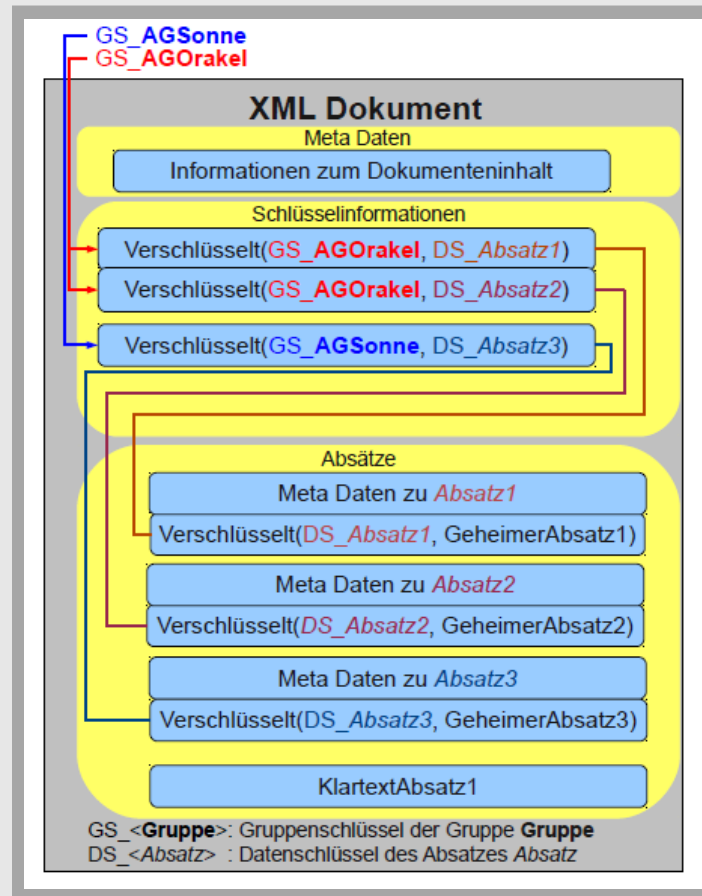 GS_AGSonne
GS_AGOrakel
XML Dokument
Meta Daten
Informationen zum Dokumenteninhalt
Schlüsselinformationen
Verschlüsselt(GS_AGOrakel, DS_Absatz1)
Verschlüsselt(GS_AGOrakel, DS_Absatz2)
Verschlüsselt(GS_AGSonne, DS_Absatz3)
Absätze
Meta Daten zu Absatz1
Verschlüsselt(DS_Absatz1, GeheimerAbsatz1)
Meta Daten zu Absatz2
Verschlüsselt(DS_Absatz2, GeheimerAbsatz2)
Meta Daten zu Absatz3
Verschlüsselt(DS_Absatz3, GeheimerAbsatz3)
KlartextAbsatz1
GS_<Gruppe>: Gruppenschlüssel der Gruppe Gruppe
DS_<Absatz> : Datenschlüssel des Absatzes Absatz